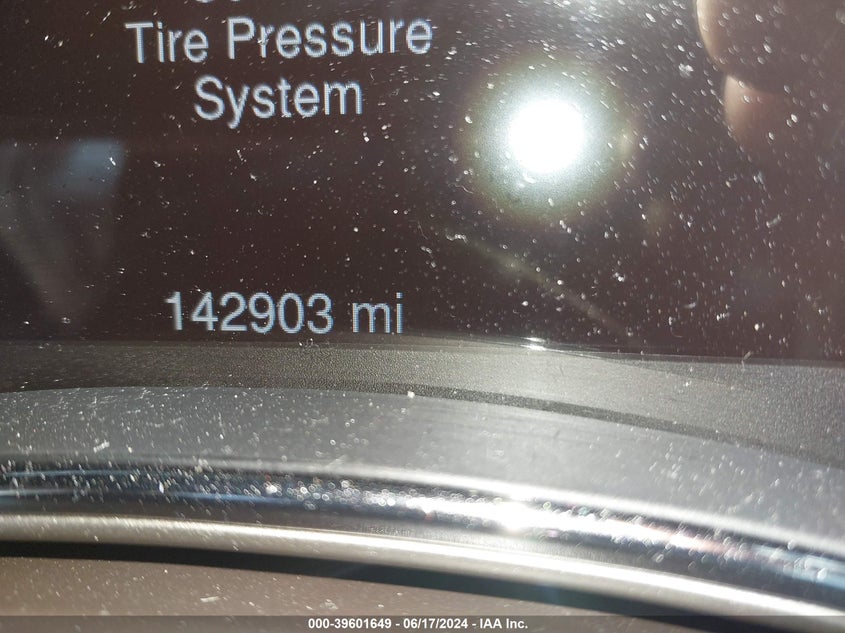 Tire Pressure
System
142903 mi
000-39601649 - 06/17/2024 - IAA Inc.